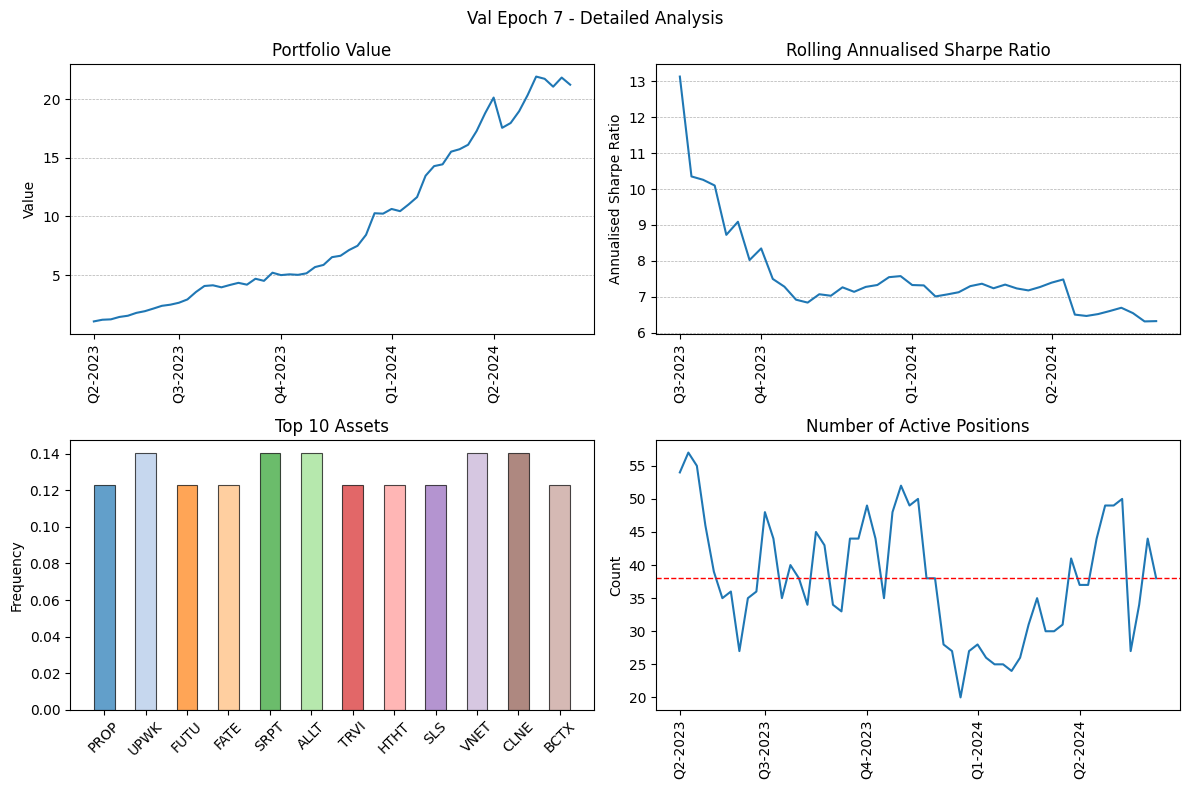 Val Epoch 7 - Detailed Analysis
Portfolio Value
Value
20
15
10
5
Q2-2023
Q3-2023
Q4-2023
Q1-2024
Q2-2024
Rolling Annualised Sharpe Ratio
Annualised Sharpe Ratio
13
12
11
10
9
8
7
6
Q3-2023
Q4-2023
Q1-2024
Q2-2024
Top 10 Assets
Frequency
0.14
0.12
0.10
0.08
0.06
0.04
0.02
0.00
PROP
UPWK
FUTU
FATE
SRPT
ALLT
TRVI
HTHT
SLS
VNET
CLNE
BCTX
Number of Active Positions
Count
55
50
45
40
35
30
25
20
Q2-2023
Q3-2023
Q4-2023
Q1-2024
Q2-2024